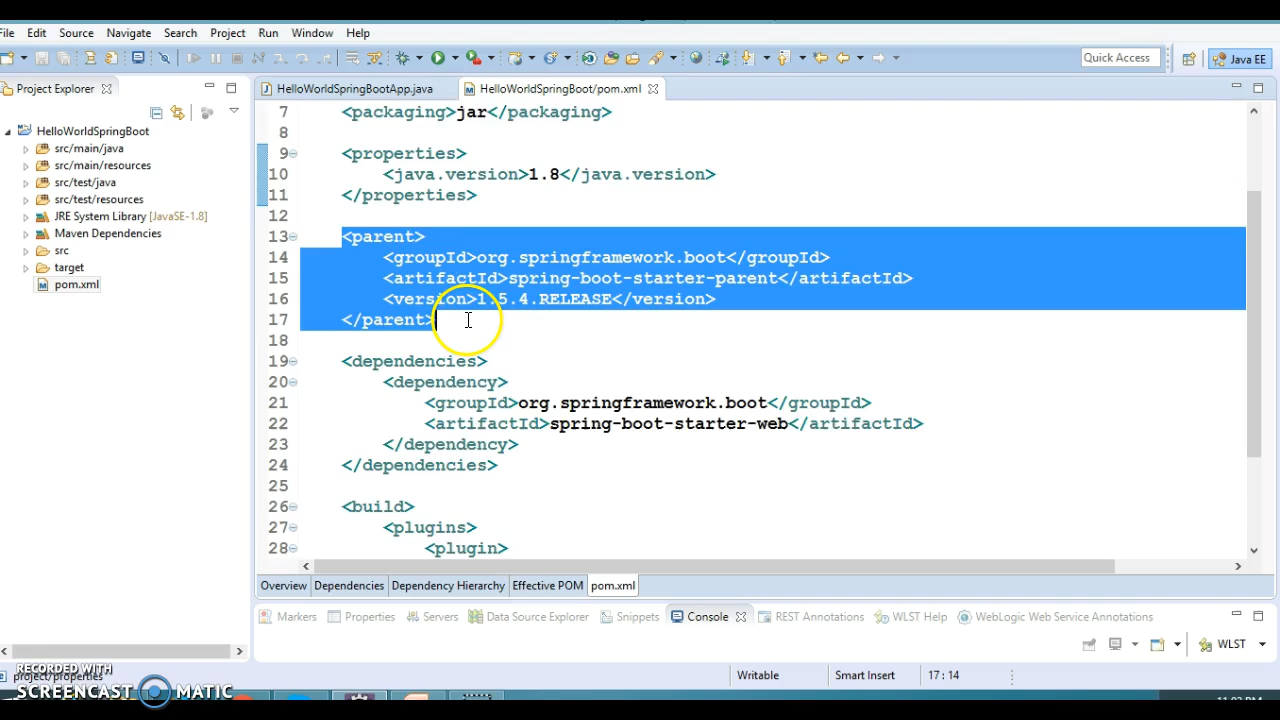 File Edit Source Navigate Search Project Run Window Help
Quick Access
Java EE
Project Explorer
HelloWorldSpringBoot
src/main/java
src/main/resources
src/test/java
src/test/resources
JRE System Library [JavaSE-1.8]
Maven Dependencies
src
target
pom.xml
HelloWorldSpringBootApp.java
HelloWorldSpringBoot/pom.xml
7 <packaging>jar</packaging>
8
9 <properties>
10 <java.version>1.8</java.version>
11 </properties>
12
13 <parent>
14 <groupId>org.springframework.boot</groupId>
15 <artifactId>spring-boot-starter-parent</artifactId>
16 <version>1.5.4.RELEASE</version>
17 </parent>
18
19 <dependencies>
20 <dependency>
21 <groupId>org.springframework.boot</groupId>
22 <artifactId>spring-boot-starter-web</artifactId>
23 </dependency>
24 </dependencies>
25
26 <build>
27 <plugins>
28 <plugin>
Overview Dependencies Dependency Hierarchy Effective POM pom.xml
Markers Properties Servers Data Source Explorer Snippets Console REST Annotations WLST Help WebLogic Web Service Annotations
WLST
project/properties
Writable Smart Insert 17 : 14
RECORDED WITH
SCREENCAST MATIC